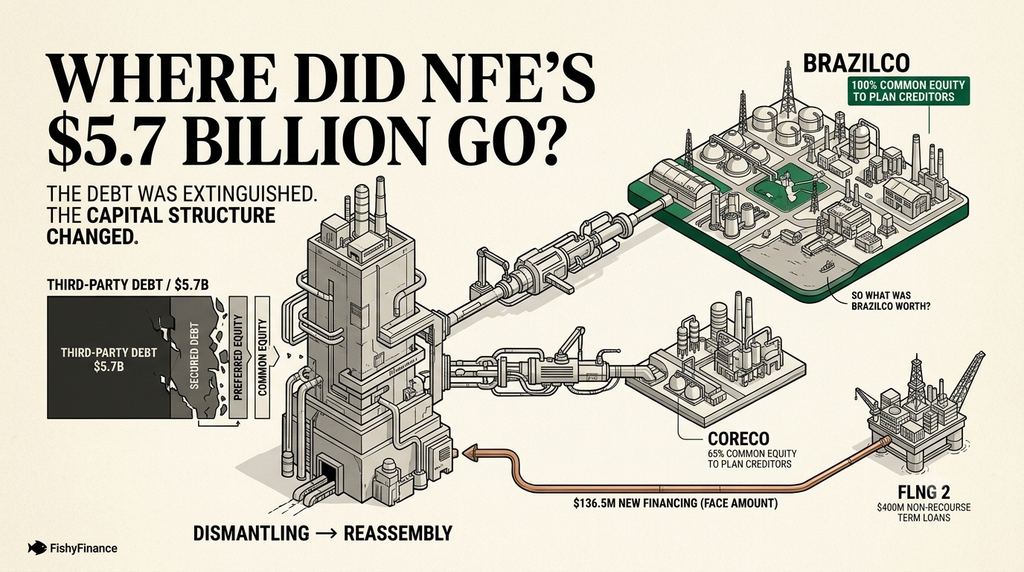 WHERE DID NFE'S
$5.7 BILLION GO?
THE DEBT WAS EXTINGUISHED.
THE CAPITAL STRUCTURE
CHANGED.
THIRD-PARTY DEBT / $5.7B
THIRD-PARTY DEBT
$5.7B
SECURED DEBT
PREFERRED EQUITY
COMMON EQUITY
BRAZILCO
100% COMMON EQUITY
TO PLAN CREDITORS
SO WHAT WAS
BRAZILCO WORTH?
CORECO
65% COMMON EQUITY
TO PLAN CREDITORS
FLNG 2
$400M NON-RECOURSE
TERM LOANS
$136.5M NEW FINANCING (FACE AMOUNT)
DISMANTLING → REASSEMBLY
FishyFinance